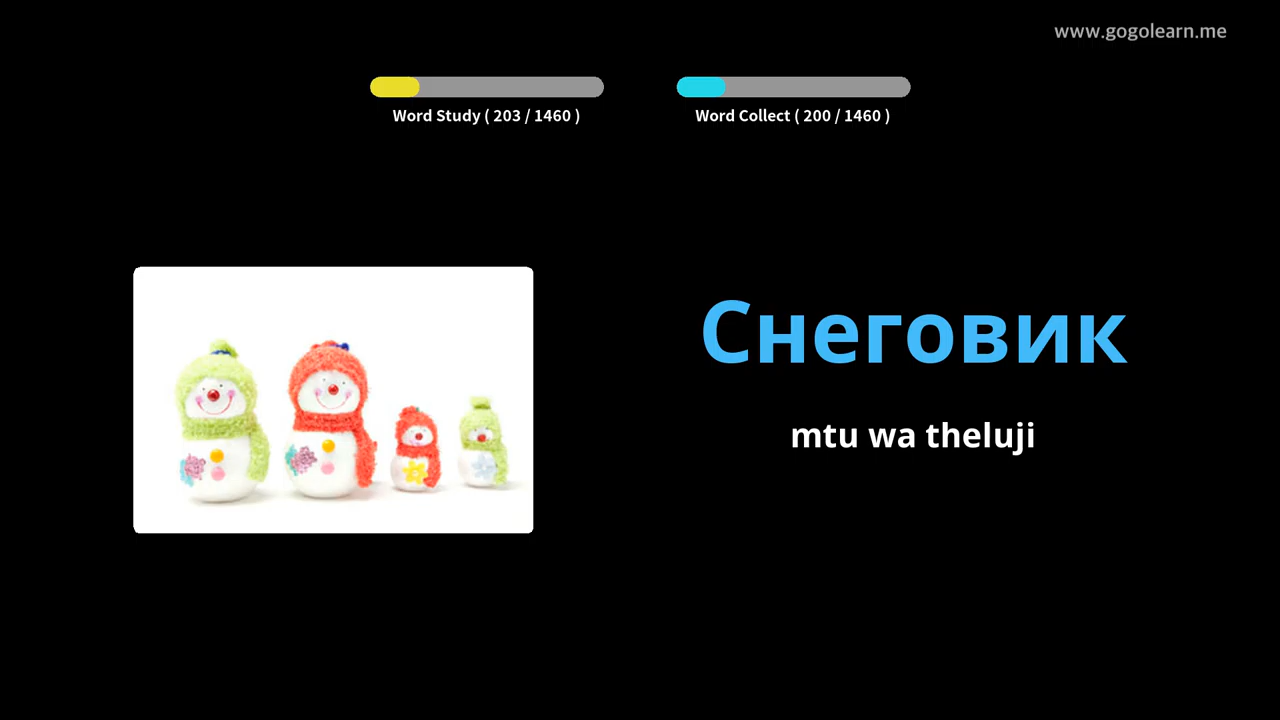 www.gogolearn.me
Word Study ( 203 / 1460 )
Word Collect ( 200 / 1460 )
Снеговик
mtu wa theluji